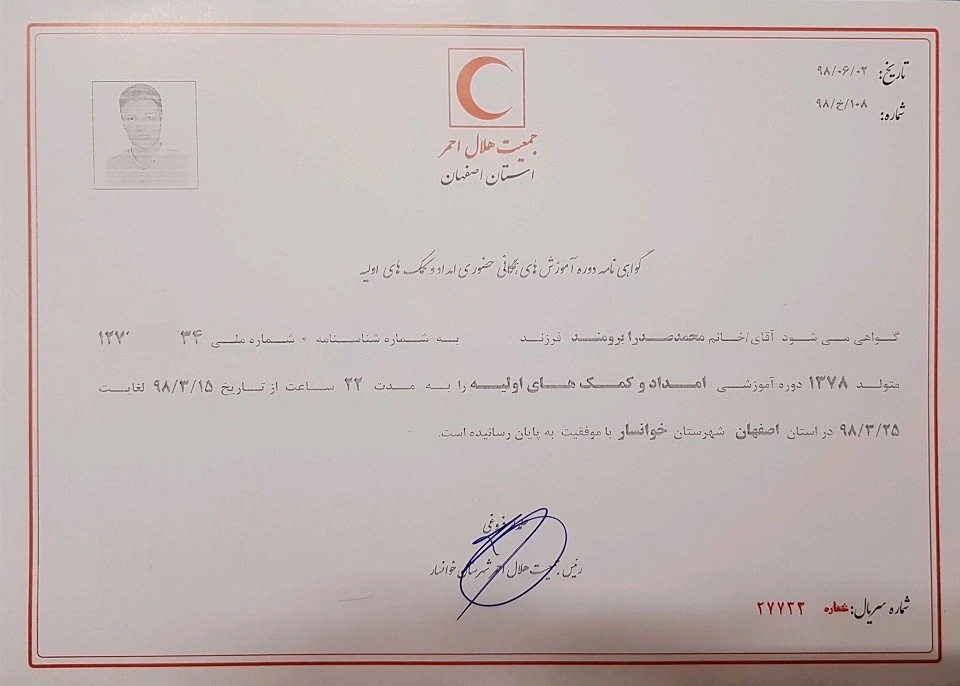 تاریخ: ۹۸/۰۶/۰۲
شماره: ۹۸/خ/۱۰۸
جمعیت هلال احمر
استان اصفهان
گواهی نامه دوره آموزش های همگانی حضوری امداد و کمک های اولیه
گواهی می شود آقای/خانم محمدصدرا برومند فرزند به شماره شناسنامه ۰ شماره ملی
متولد ۱۳۷۸ دوره آموزشی امداد و کمک های اولیه را به مدت ۲۲ ساعت از تاریخ ۹۸/۳/۱۵ لغایت
۹۸/۳/۲۵ در استان اصفهان شهرستان خوانسار با موفقیت به پایان رسانیده است.
رئیس جمعیت هلال احمر شهرستان خوانسار
شماره سریال: شماره ۲۷۷۳۳